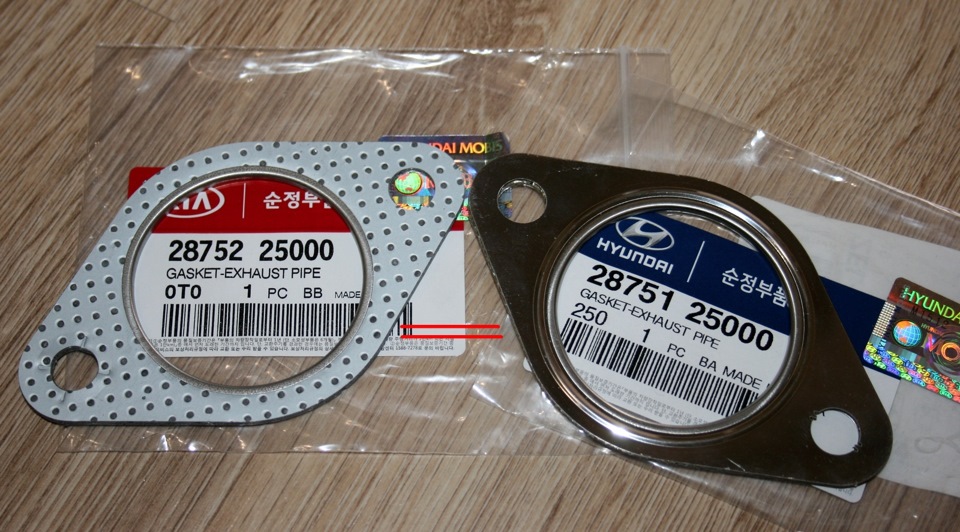 DAI MOBIS
KIA 순정부품
28752 25000
GASKET-EXHAUST PIPE
0T0 1 PC BB MADE
HYUNDAI 순정부품
28751 25000
GASKET-EXHAUST PIPE
250 1 PC BA MADE
HYUNDAI